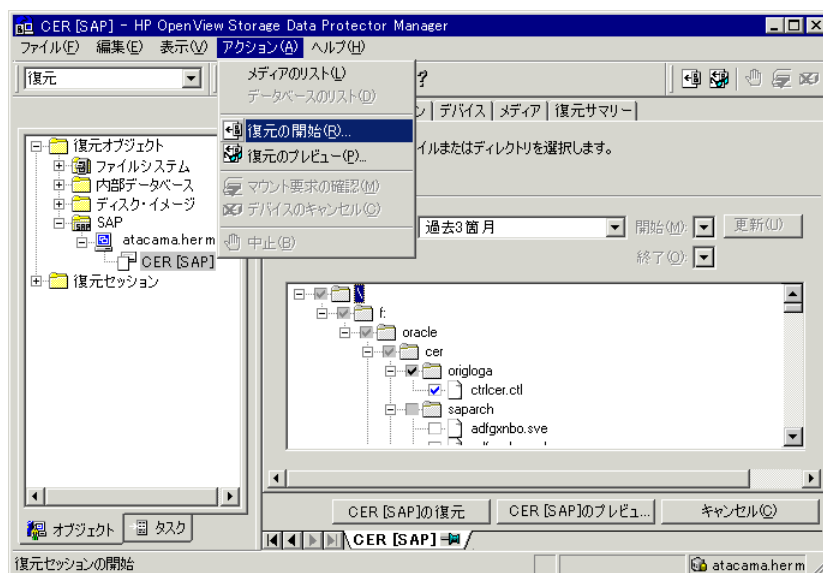 CER [SAP] - HP OpenView Storage Data Protector Manager
ファイル(F) 編集(E) 表示(V) アクション(A) ヘルプ(H)
復元
メディアのリスト(L)
データベースのリスト(D)
復元の開始(R)...
復元のプレビュー(P)...
マウント要求の確認(M)
デバイスのキャンセル(C)
中止(B)
デバイス メディア 復元サマリー
イルまたはディレクトリを選択します。
復元オブジェクト
ファイルシステム
内部データベース
ディスク・イメージ
SAP
atacama.herm
CER [SAP]
復元セッション
過去3箇月 開始(M): 更新(U)
終了(O):
\
f:
oracle
cer
origloga
ctrlcer.ctl
saparch
adfgxnbo.sve
CER [SAP]の復元 CER [SAP]のプレビュ... キャンセル(C)
オブジェクト タスク
CER [SAP]
復元セッションの開始 atacama.herm